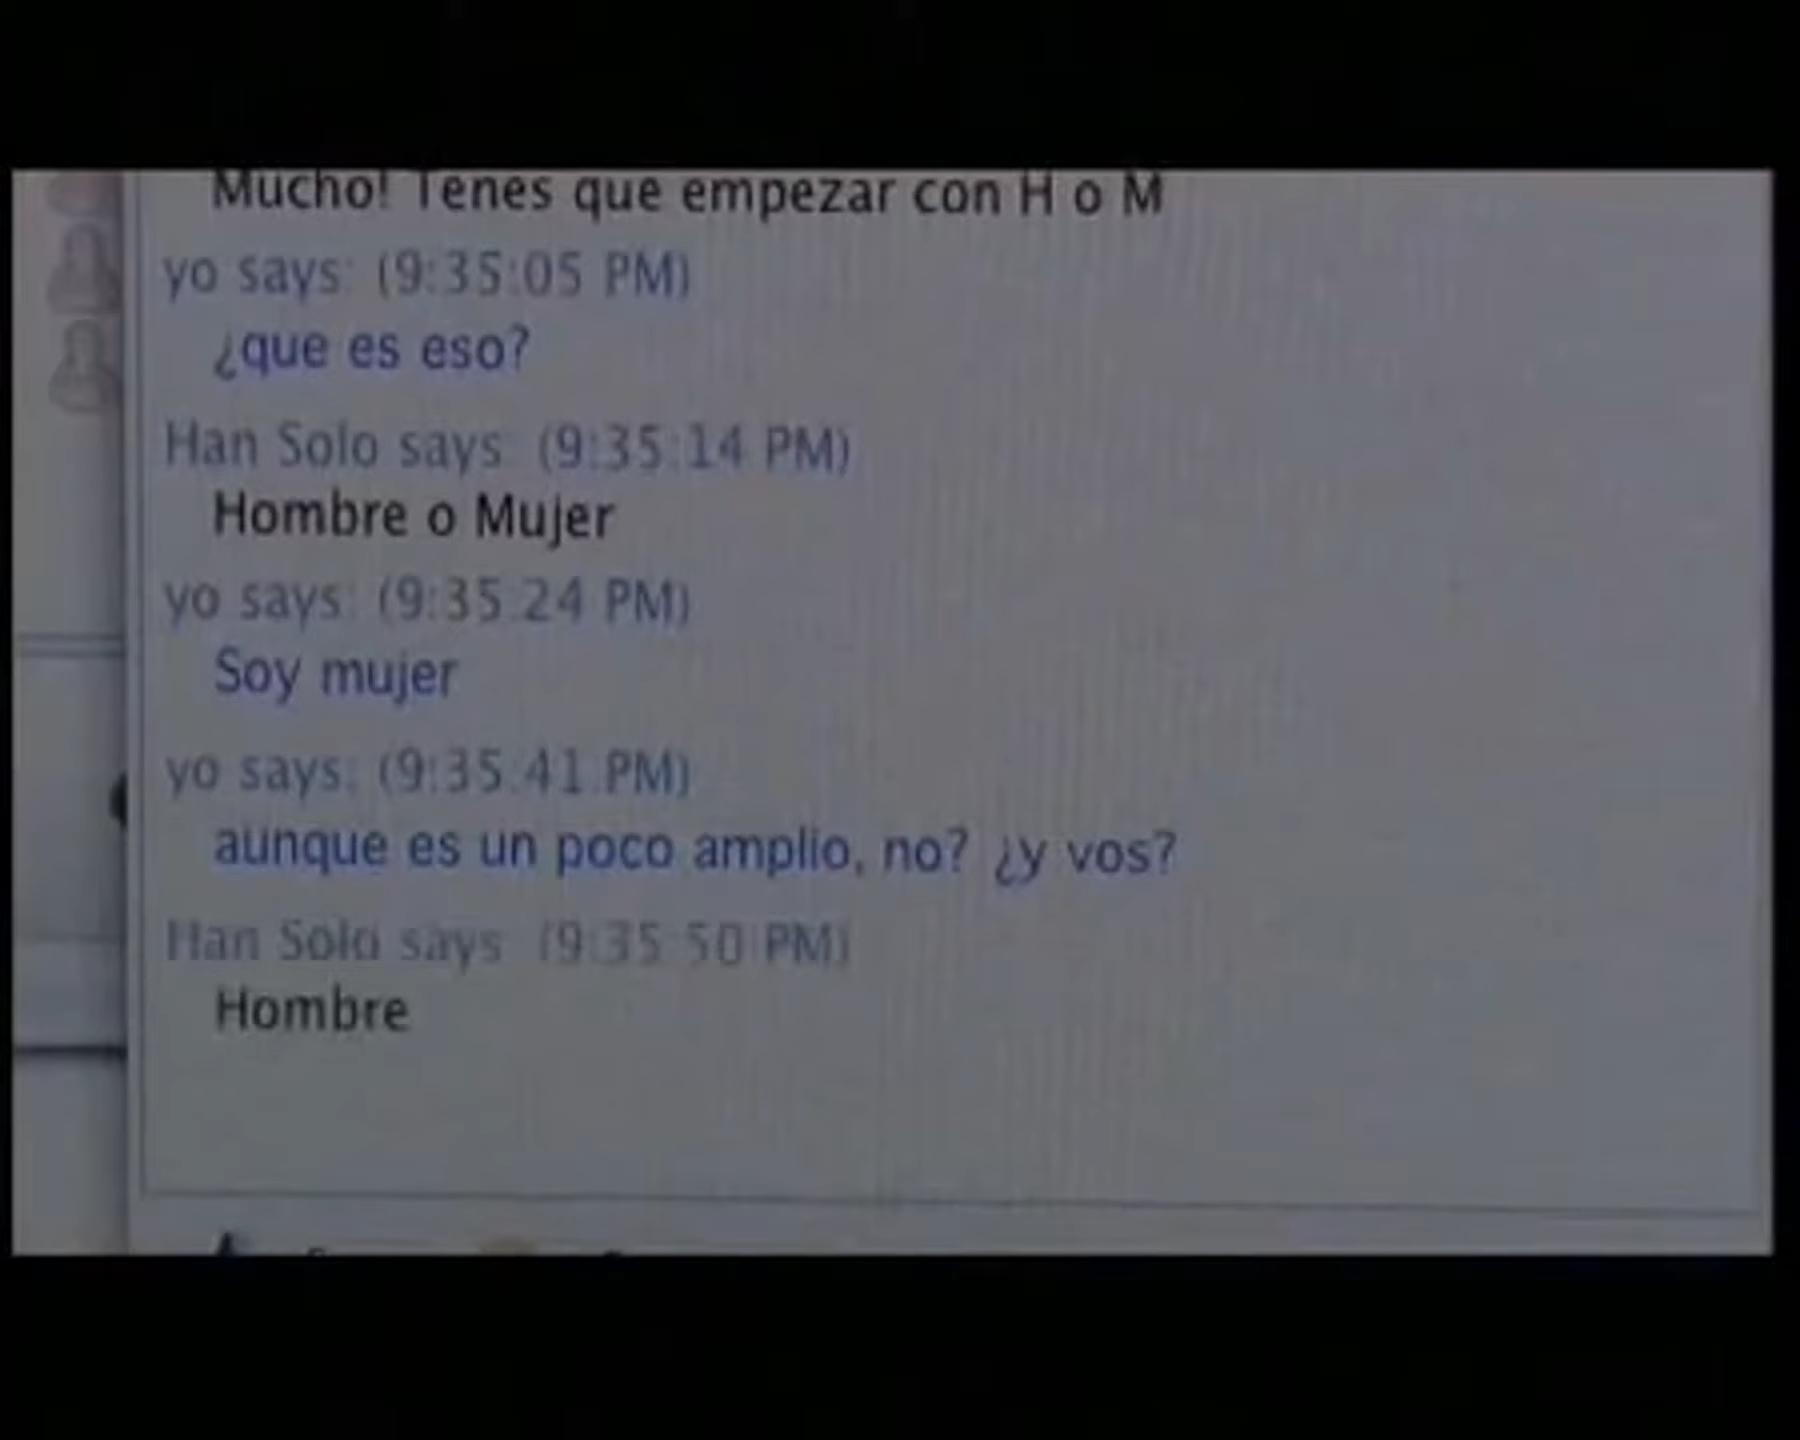 Mucho! Tenes que empezar con H o M
yo says: (9:35:05 PM)
¿que es eso?
Han Solo says: (9:35:14 PM)
Hombre o Mujer
yo says: (9:35:24 PM)
Soy mujer
yo says: (9:35:41 PM)
aunque es un poco amplio, no? ¿y vos?
Han Solo says: (9:35:50 PM)
Hombre